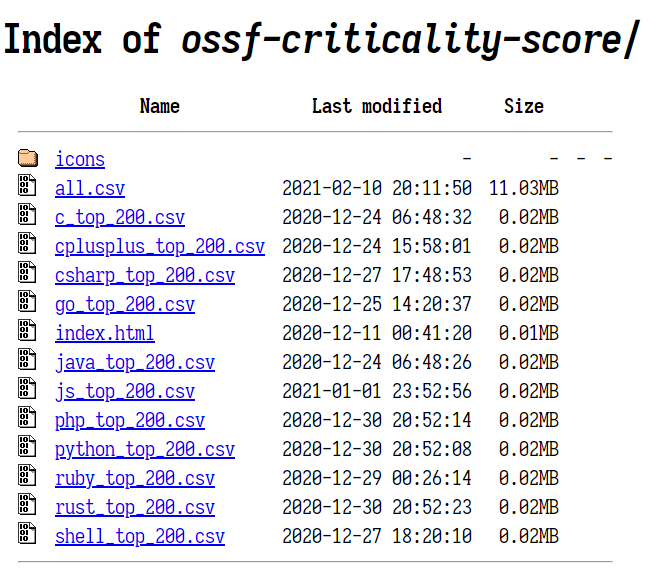 Index of ossf-criticality-score/
Name Last modified Size
icons - - - -
all.csv 2021-02-10 20:11:50 11.03MB
c_top_200.csv 2020-12-24 06:48:32 0.02MB
cplusplus_top_200.csv 2020-12-24 15:58:01 0.02MB
csharp_top_200.csv 2020-12-27 17:48:53 0.02MB
go_top_200.csv 2020-12-25 14:20:37 0.02MB
index.html 2020-12-11 00:41:20 0.01MB
java_top_200.csv 2020-12-24 06:48:26 0.02MB
js_top_200.csv 2021-01-01 23:52:56 0.02MB
php_top_200.csv 2020-12-30 20:52:14 0.02MB
python_top_200.csv 2020-12-30 20:52:08 0.02MB
ruby_top_200.csv 2020-12-29 00:26:14 0.02MB
rust_top_200.csv 2020-12-30 20:52:23 0.02MB
shell_top_200.csv 2020-12-27 18:20:10 0.02MB